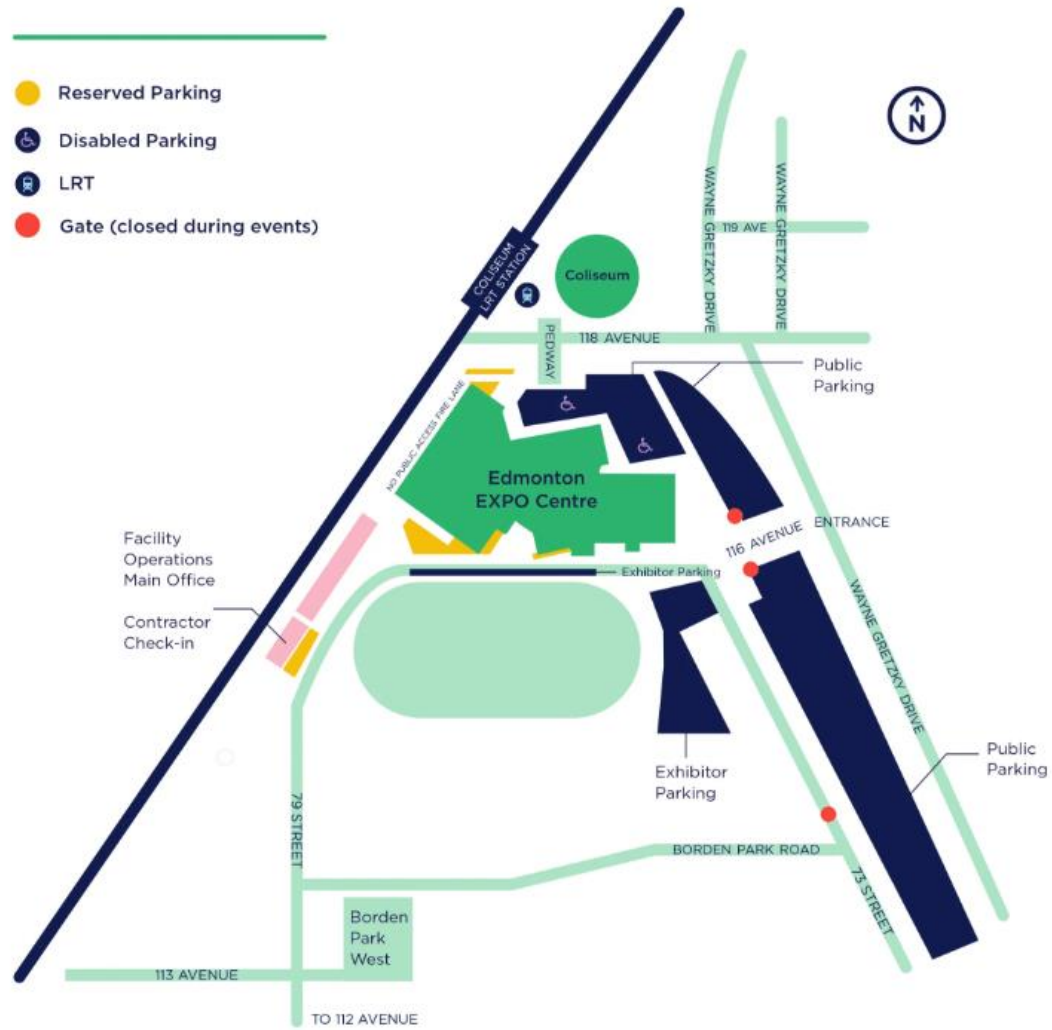 Reserved Parking
Disabled Parking
LRT
Gate (closed during events)
N
WAYNE GRETZKY DRIVE
WAYNE GRETZKY DRIVE
119 AVE
COLISEUM
LRT STATION
Coliseum
PEDWAY
118 AVENUE
Public
Parking
NO PUBLIC ACCESS FIRE LANE
Edmonton
EXPO Centre
116 AVENUE
ENTRANCE
Facility
Operations
Main Office
Exhibitor Parking
Contractor
Check-in
WAYNE GRETZKY DRIVE
Exhibitor
Parking
Public
Parking
79 STREET
BORDEN PARK ROAD
73 STREET
Borden
Park
West
113 AVENUE
TO 112 AVENUE